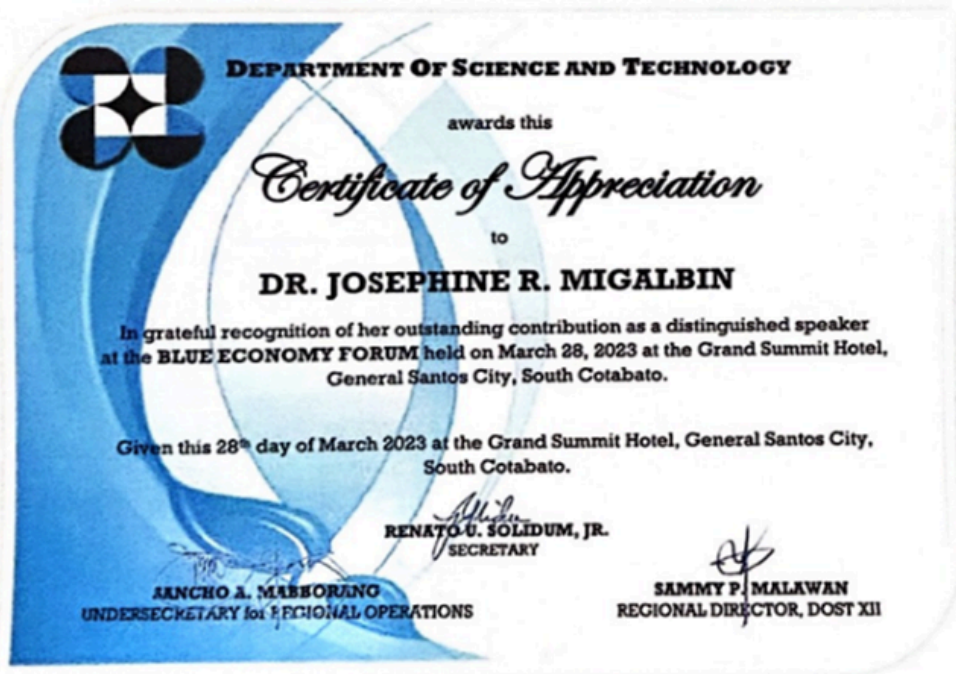 DEPARTMENT OF SCIENCE AND TECHNOLOGY
awards this
Certificate of Appreciation
to
DR. JOSEPHINE R. MIGALBIN
In grateful recognition of her outstanding contribution as a distinguished speaker
at the BLUE ECONOMY FORUM held on March 28, 2023 at the Grand Summit Hotel,
General Santos City, South Cotabato.
Given this 28th day of March 2023 at the Grand Summit Hotel, General Santos City,
South Cotabato.
RENATO U. SOLIDUM, JR.
SECRETARY
SANCHO A. MABBORANG
UNDERSECRETARY for REGIONAL OPERATIONS
SAMMY P. MALAWAN
REGIONAL DIRECTOR, DOST XII